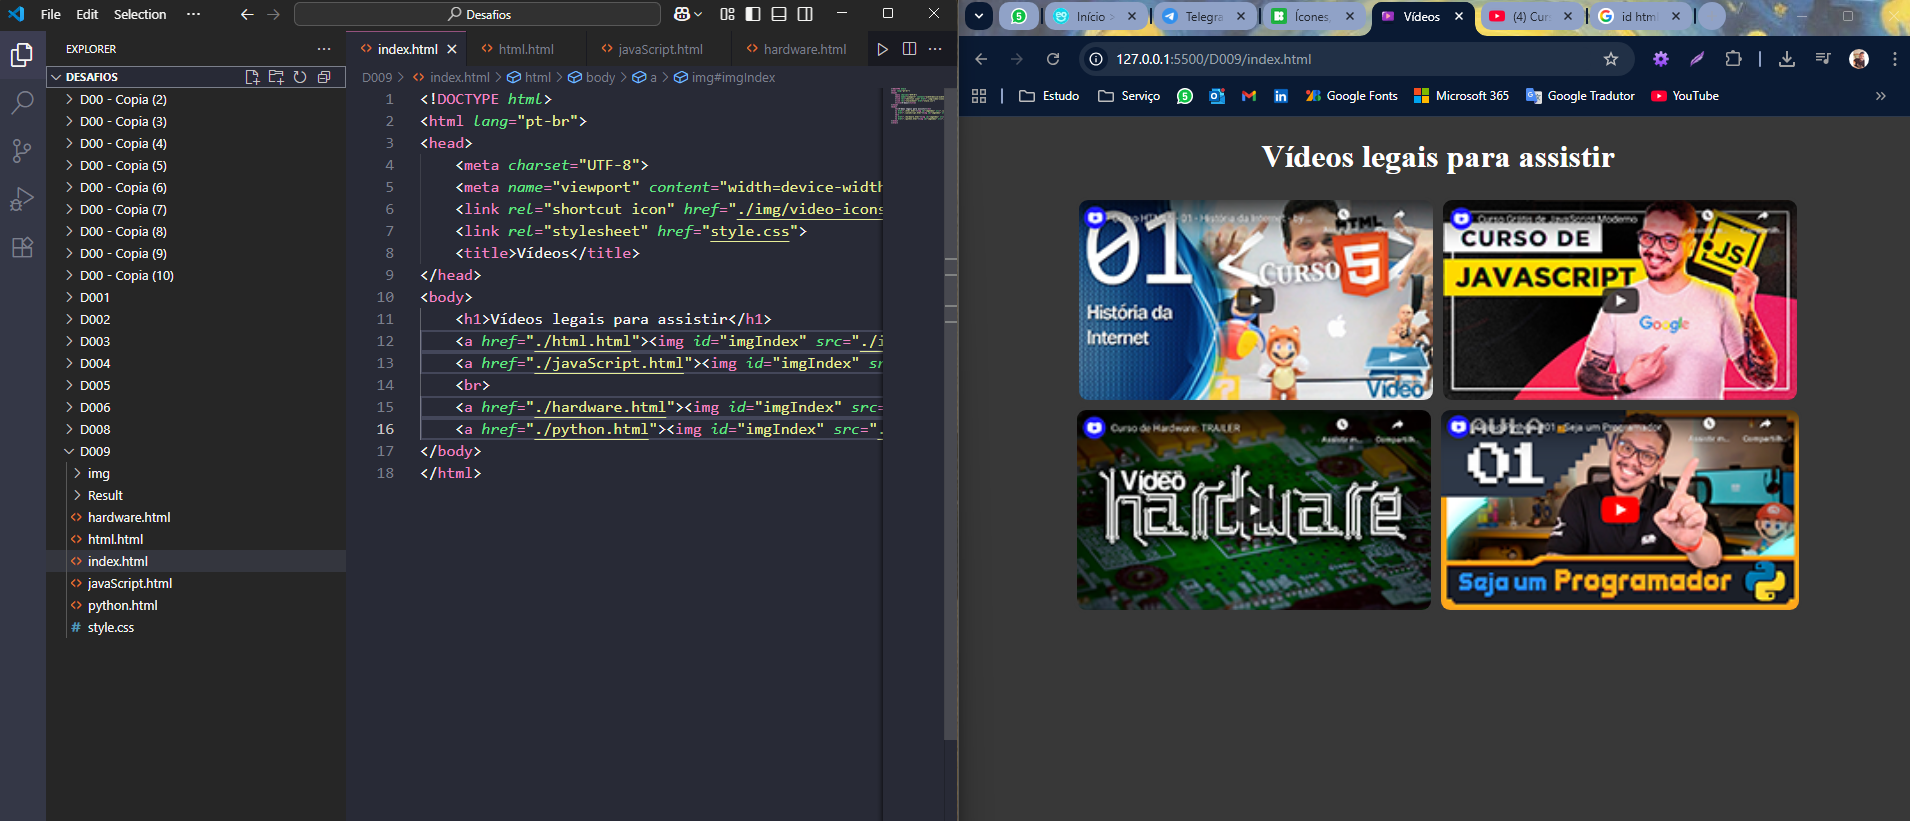 File Edit Selection ··· Desafios
EXPLORER ···
DESAFIOS
D00 - Copia (2)
D00 - Copia (3)
D00 - Copia (4)
D00 - Copia (5)
D00 - Copia (6)
D00 - Copia (7)
D00 - Copia (8)
D00 - Copia (9)
D00 - Copia (10)
D001
D002
D003
D004
D005
D006
D008
D009
img
Result
hardware.html
html.html
index.html
javaScript.html
python.html
style.css
index.html html.html javaScript.html hardware.html
D009 > index.html > html > body > a > img#imgIndex
1 <!DOCTYPE html>
2 <html lang="pt-br">
3 <head>
4 <meta charset="UTF-8">
5 <meta name="viewport" content="width=device-width
6 <link rel="shortcut icon" href="./img/video-icons
7 <link rel="stylesheet" href="style.css">
8 <title>Vídeos</title>
9 </head>
10 <body>
11 <h1>Vídeos legais para assistir</h1>
12 <a href="./html.html"><img id="imgIndex" src="./i
13 <a href="./javaScript.html"><img id="imgIndex" sr
14 <br>
15 <a href="./hardware.html"><img id="imgIndex" src=
16 <a href="./python.html"><img id="imgIndex" src=".
17 </body>
18 </html>
5 Início Telegra Ícones, Vídeos (4) Cur id html
127.0.0.1:5500/D009/index.html
Estudo Serviço 5 Google Fonts Microsoft 365 Google Tradutor YouTube
Vídeos legais para assistir
Curso HTML5 - 01 - História da Internet - by ...
01
HTML
CURSO 5
História da
Internet
Vídeo
Curso Grátis de JavaScript Moderno
CURSO DE
JAVASCRIPT
JS
Google
Curso de Hardware: TRAILER
Assistir m... Compartilh...
Vídeo
hardware
#01 - Seja um Programador
AULA
01
Assistir m... Compartilh...
Seja um Programador